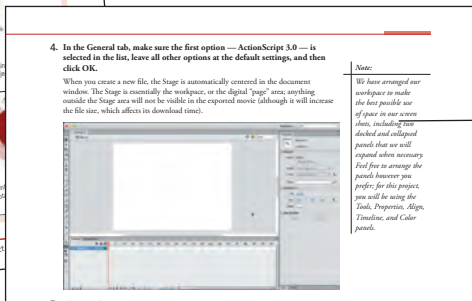 4. In the General tab, make sure the first option — ActionScript 3.0 — is
selected in the list, leave all other options at the default settings, and then
click OK.
When you create a new file, the Stage is automatically centered in the document
window. The Stage is essentially the workspace, or the digital “page” area; anything
outside the Stage area will not be visible in the exported movie (although it will increase
the file size, which affects its download time).
Note:
We have arranged our
workspace to make
the best possible use
of space in our screen
shots, including two
docked and collapsed
panels that we will
expand when necessary.
Feel free to arrange the
panels however you
prefer; for this project,
you will be using the
Tools, Properties, Align,
Timeline, and Color
panels.